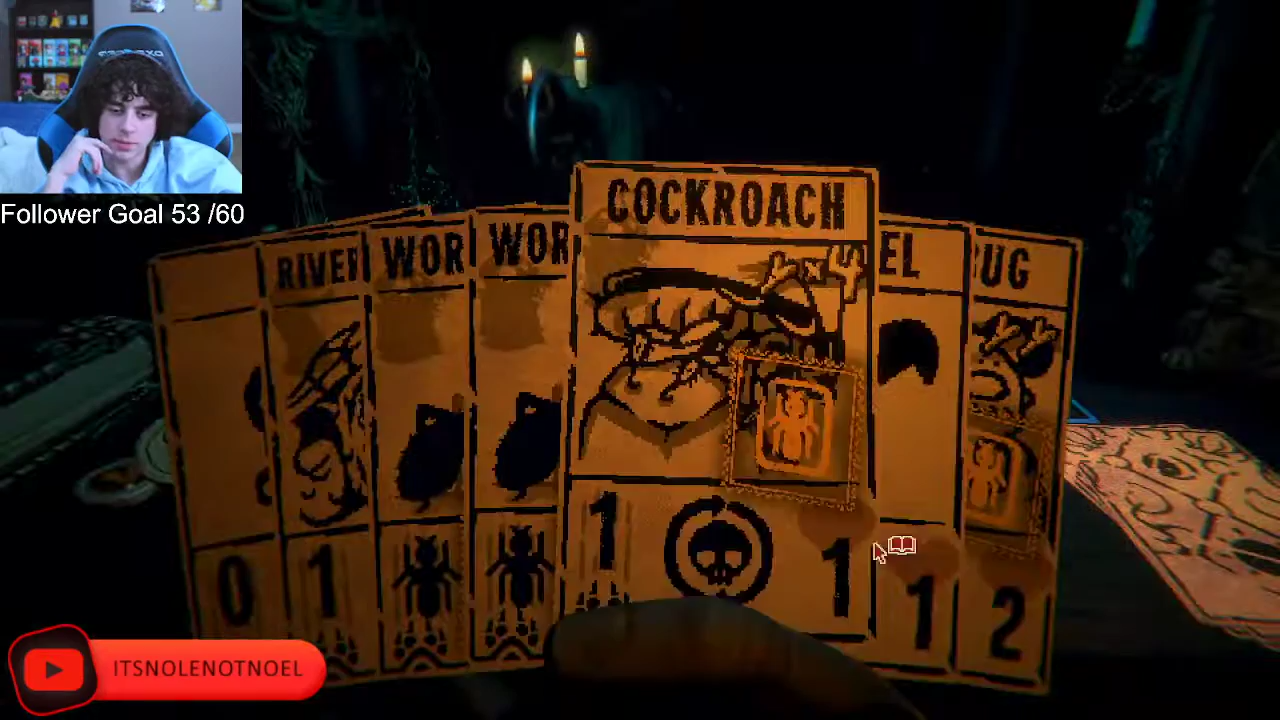 Follower Goal 53 /60
COCKROACH
RIVER
WOR
WOR
EL
UG
0
1
1
1
1
2
ITSNOLENOTNOEL